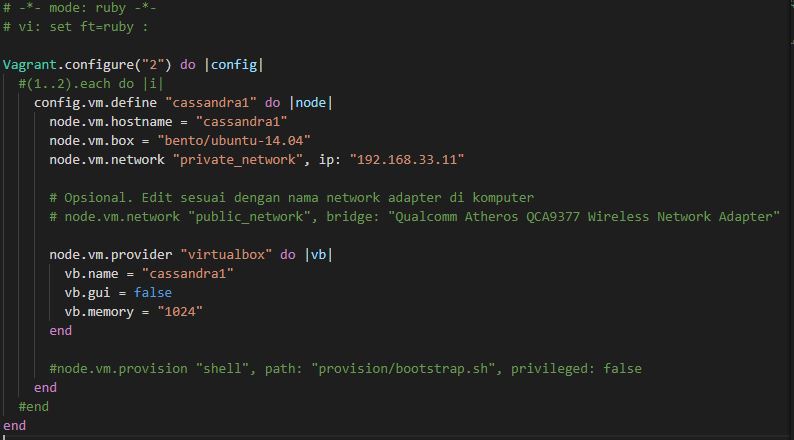 # -*- mode: ruby -*-
# vi: set ft=ruby :
Vagrant.configure("2") do |config|
#(1..2).each do |i|
config.vm.define "cassandra1" do |node|
node.vm.hostname = "cassandra1"
node.vm.box = "bento/ubuntu-14.04"
node.vm.network "private_network", ip: "192.168.33.11"
# Opsional. Edit sesuai dengan nama network adapter di komputer
# node.vm.network "public_network", bridge: "Qualcomm Atheros QCA9377 Wireless Network Adapter"
node.vm.provider "virtualbox" do |vb|
vb.name = "cassandra1"
vb.gui = false
vb.memory = "1024"
end
#node.vm.provision "shell", path: "provision/bootstrap.sh", privileged: false
end
#end
end